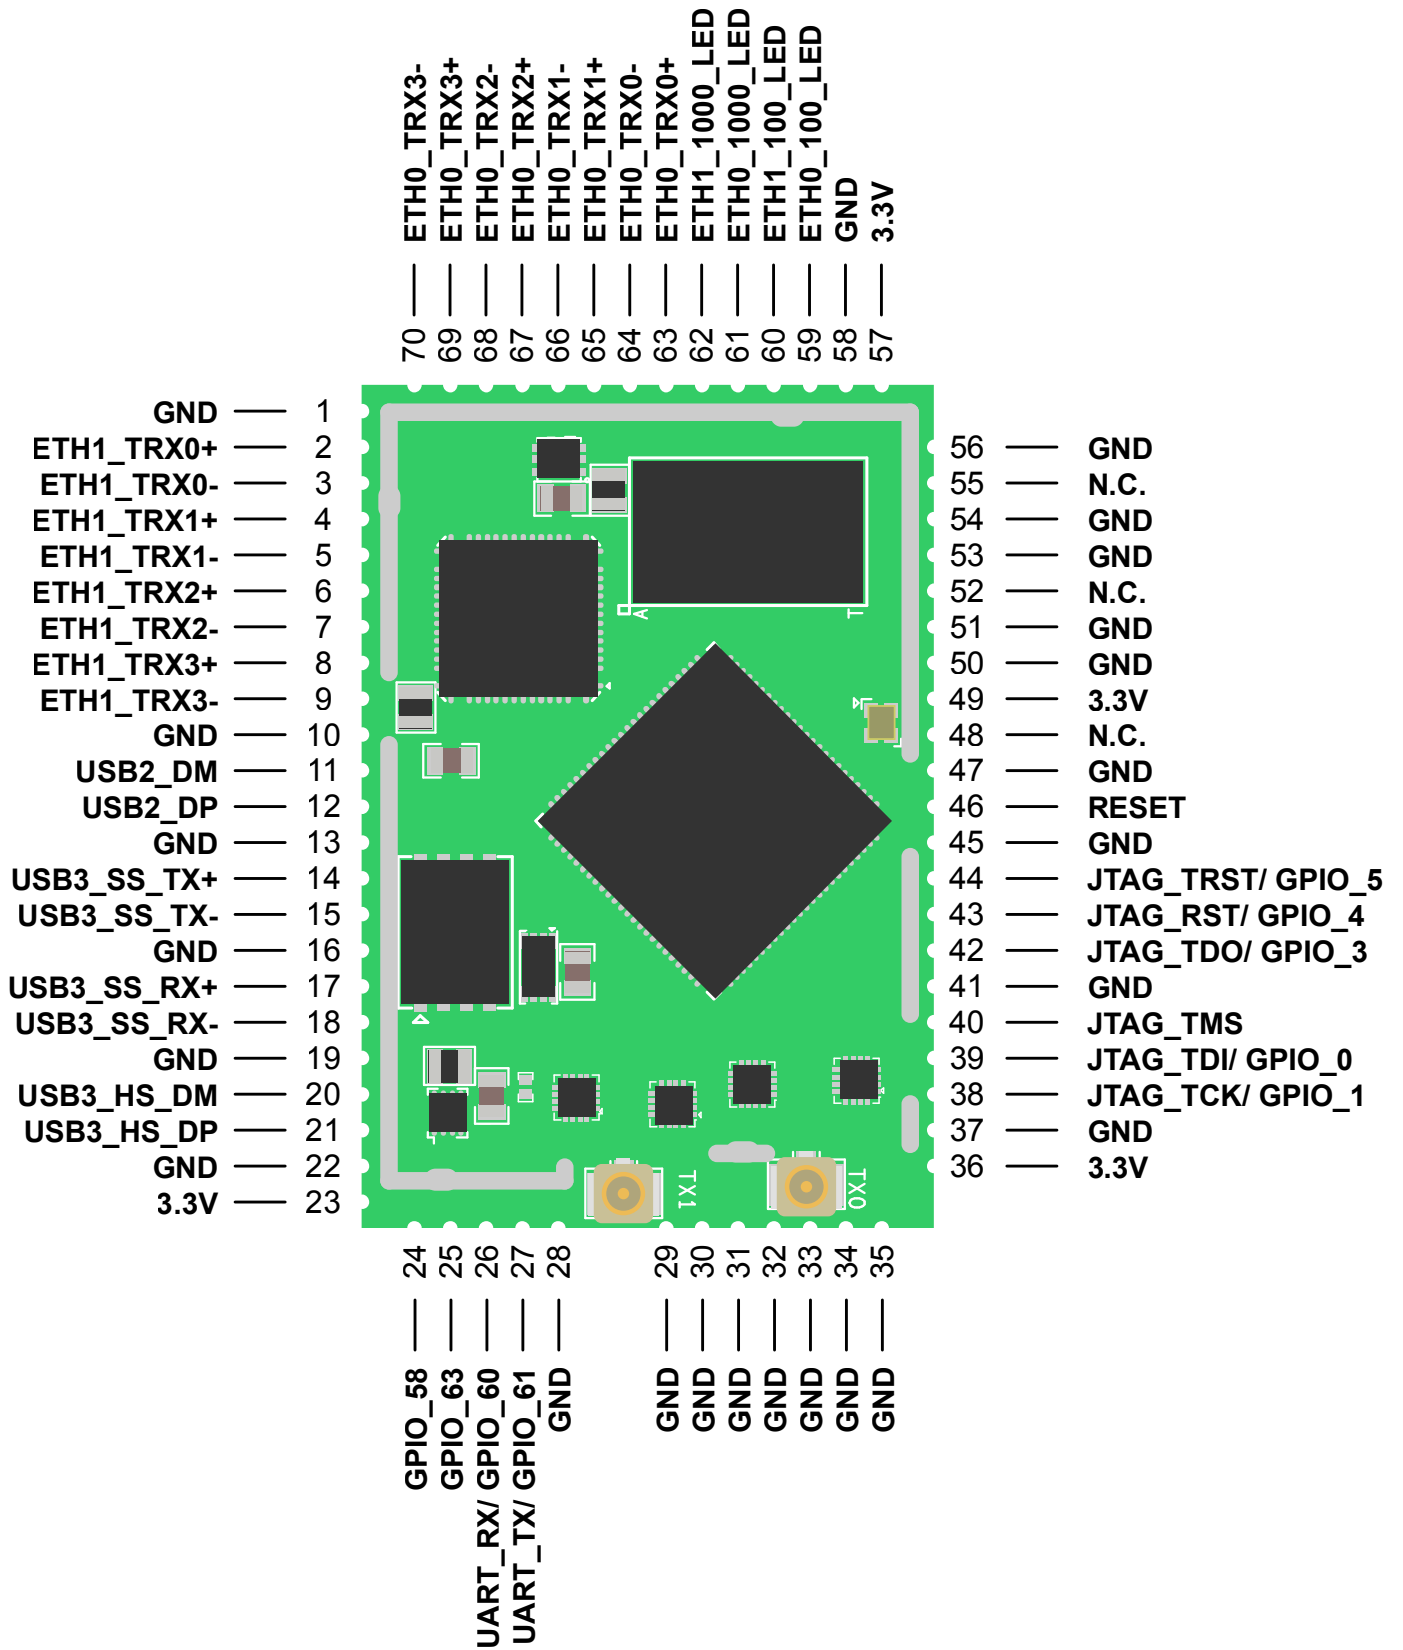 ETH0_TRX3- 70
ETH0_TRX3+ 69
ETH0_TRX2- 68
ETH0_TRX2+ 67
ETH0_TRX1- 66
ETH0_TRX1+ 65
ETH0_TRX0- 64
ETH0_TRX0+ 63
ETH1_1000_LED 62
ETH0_1000_LED 61
ETH1_100_LED 60
ETH0_100_LED 59
GND 58
3.3V 57
GND 1
ETH1_TRX0+ 2
ETH1_TRX0- 3
ETH1_TRX1+ 4
ETH1_TRX1- 5
ETH1_TRX2+ 6
ETH1_TRX2- 7
ETH1_TRX3+ 8
ETH1_TRX3- 9
GND 10
USB2_DM 11
USB2_DP 12
GND 13
USB3_SS_TX+ 14
USB3_SS_TX- 15
GND 16
USB3_SS_RX+ 17
USB3_SS_RX- 18
GND 19
USB3_HS_DM 20
USB3_HS_DP 21
GND 22
3.3V 23
A
T
TX1
TX0
56 GND
55 N.C.
54 GND
53 GND
52 N.C.
51 GND
50 GND
49 3.3V
48 N.C.
47 GND
46 RESET
45 GND
44 JTAG_TRST/ GPIO_5
43 JTAG_RST/ GPIO_4
42 JTAG_TDO/ GPIO_3
41 GND
40 JTAG_TMS
39 JTAG_TDI/ GPIO_0
38 JTAG_TCK/ GPIO_1
37 GND
36 3.3V
GPIO_58 24
GPIO_63 25
UART_RX/ GPIO_60 26
UART_TX/ GPIO_61 27
GND 28
GND 29
GND 30
GND 31
GND 32
GND 33
GND 34
GND 35